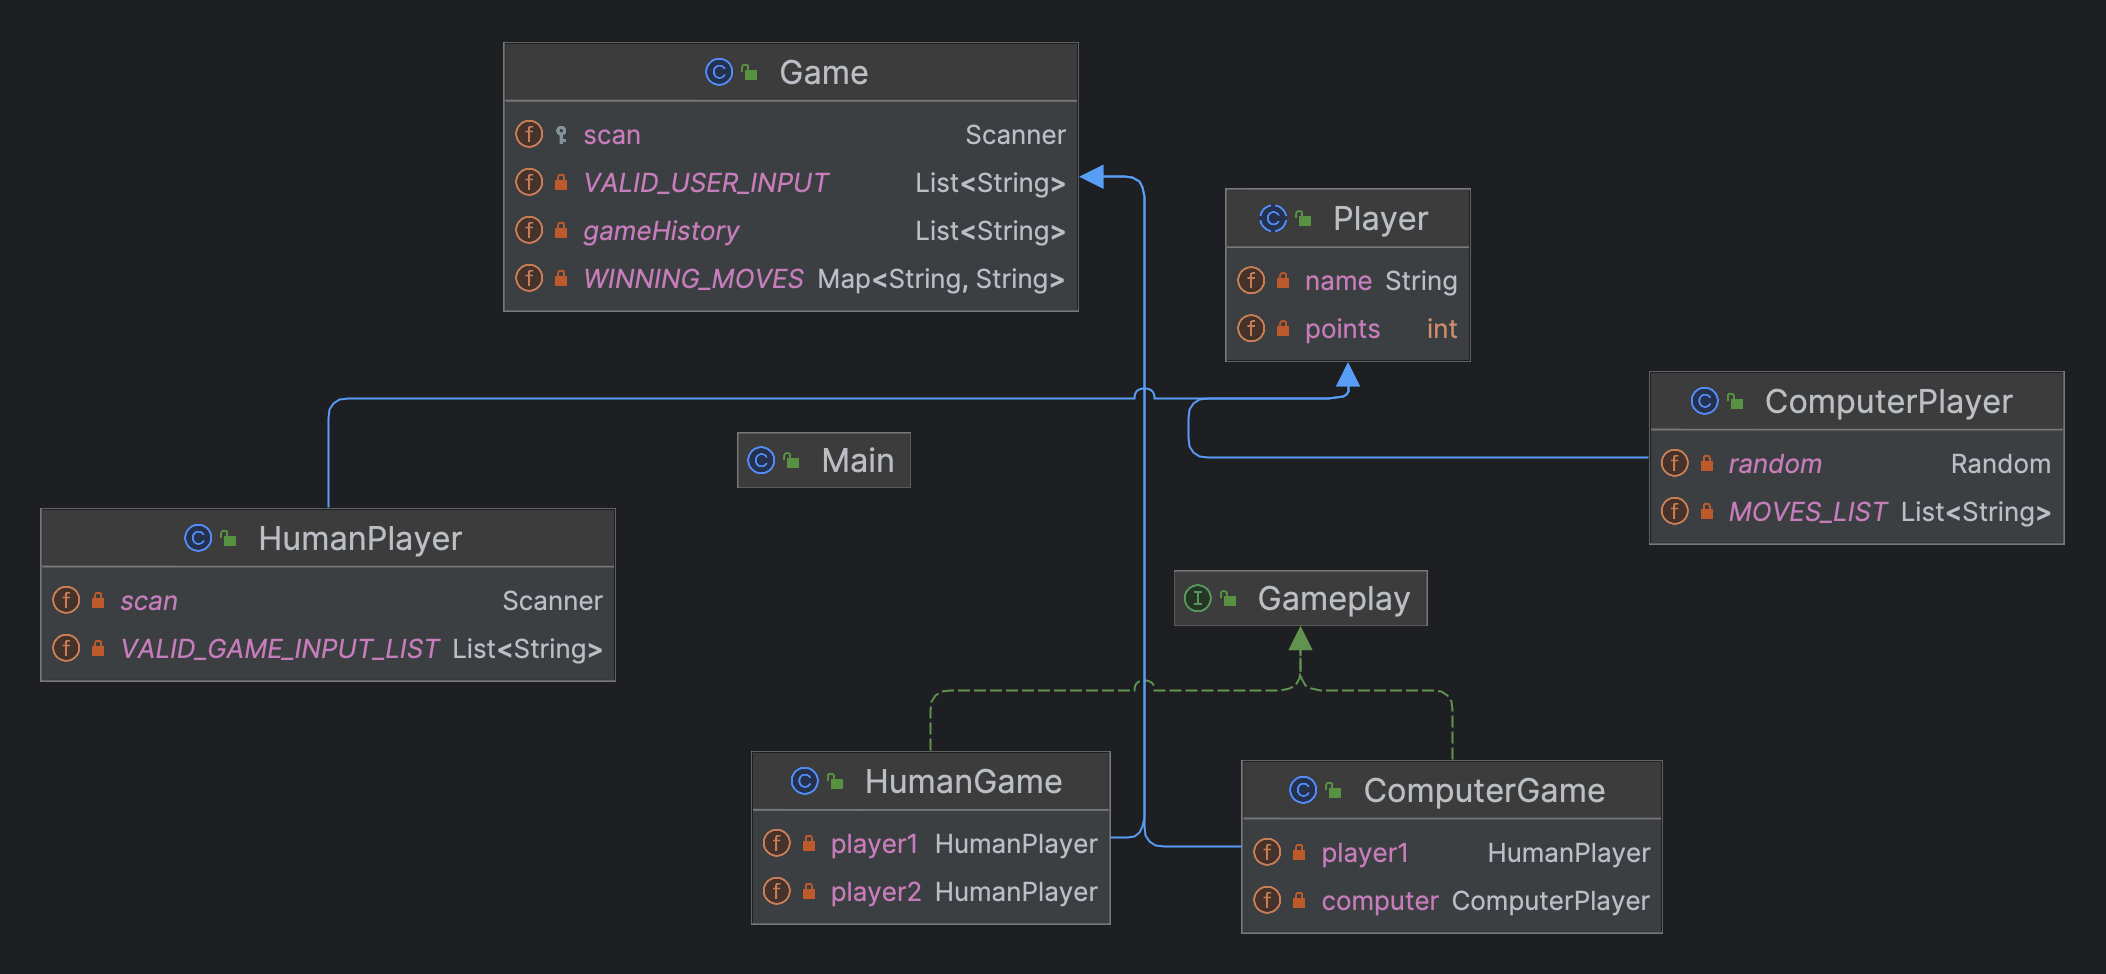 Game
scan Scanner
VALID_USER_INPUT List<String>
gameHistory List<String>
WINNING_MOVES Map<String, String>
Player
name String
points int
ComputerPlayer
random Random
MOVES_LIST List<String>
Main
HumanPlayer
scan Scanner
VALID_GAME_INPUT_LIST List<String>
Gameplay
HumanGame
player1 HumanPlayer
player2 HumanPlayer
ComputerGame
player1 HumanPlayer
computer ComputerPlayer